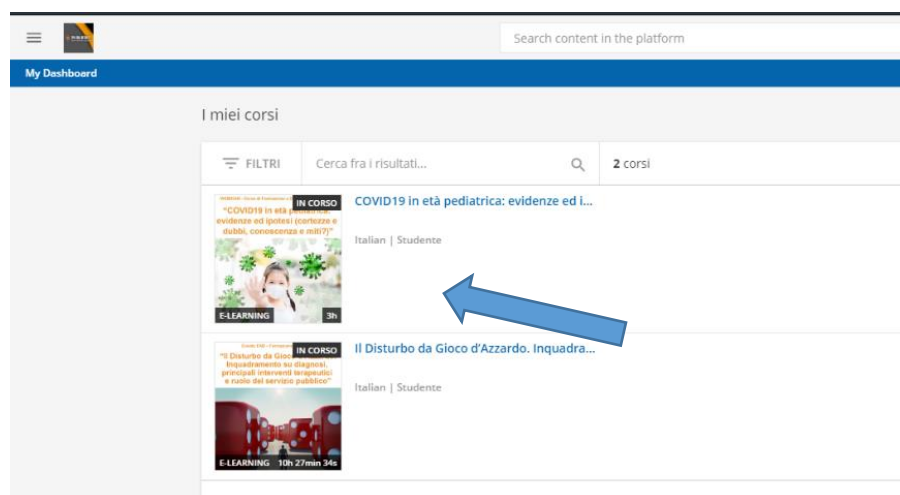 Search content in the platform
My Dashboard
I miei corsi
FILTRI
Cerca fra i risultati...
2 corsi
IN CORSO
"COVID19 in età
evidenze ed ipotesi (certezze e
dubbi, conoscenza e miti?)"
E-LEARNING
3h
COVID19 in età pediatrica: evidenze ed i...
Italian | Studente
IN CORSO
"Il Disturbo da Gioco
Inquadramento su diagnosi,
principali interventi terapeutici
e ruolo del servizio pubblico"
E-LEARNING
10h 27min 34s
Il Disturbo da Gioco d'Azzardo. Inquadra...
Italian | Studente